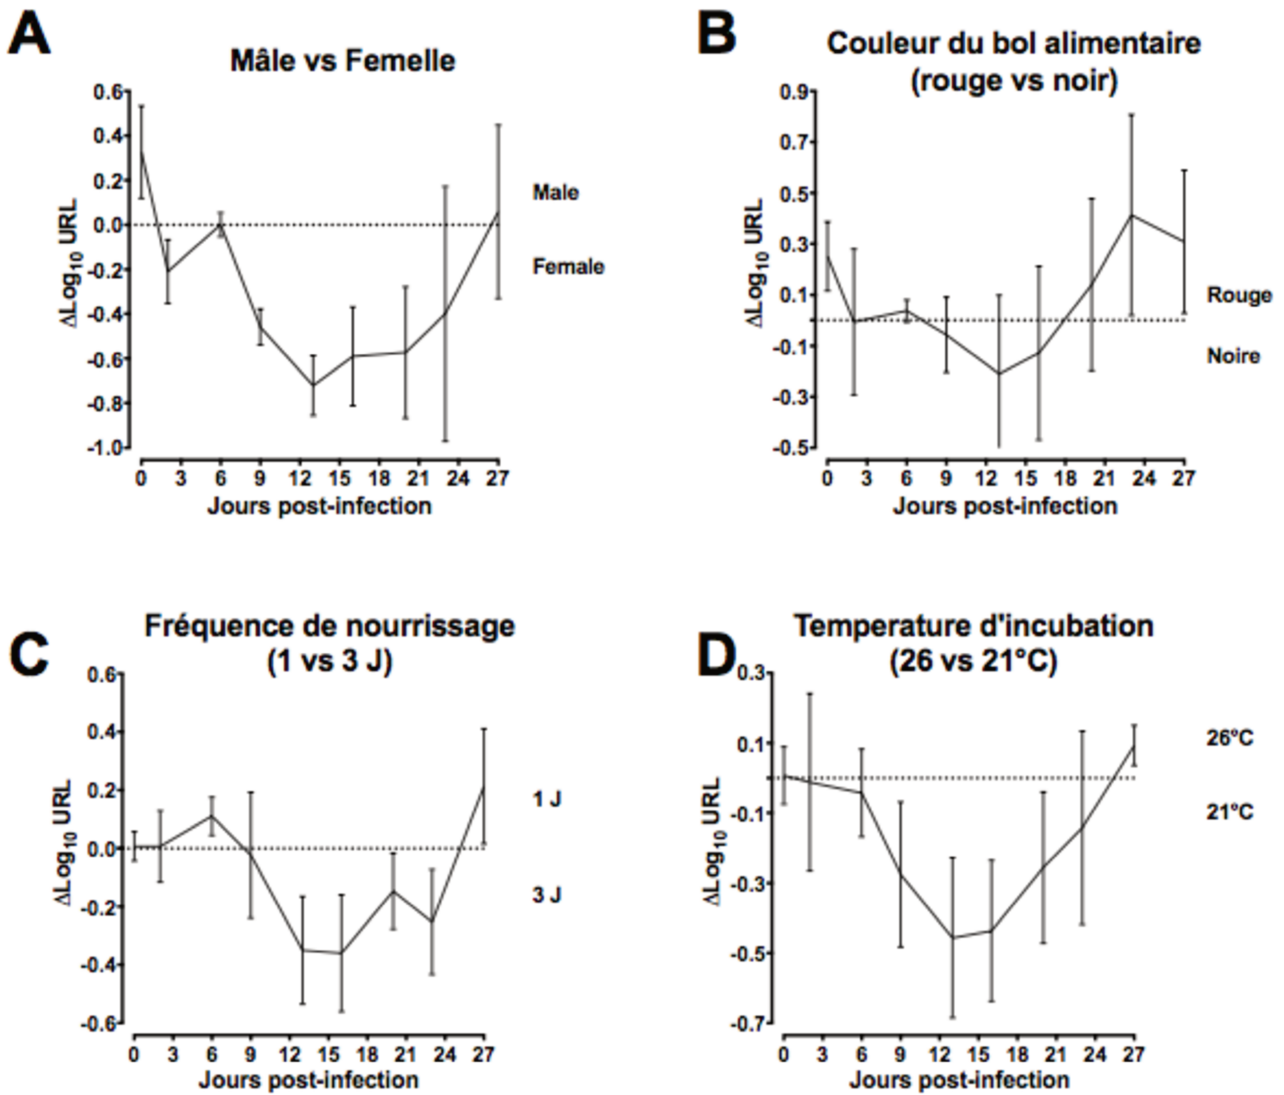 A
Mâle vs Femelle
0.6
0.4
0.2
0.0
-0.2
-0.4
-0.6
-0.8
-1.0
ΔLog10 URL
0 3 6 9 12 15 18 21 24 27
Jours post-infection
Male
Female
B
Couleur du bol alimentaire
(rouge vs noir)
0.9
0.7
0.5
0.3
0.1
-0.1
-0.3
-0.5
ΔLog10 URL
0 3 6 9 12 15 18 21 24 27
Jours post-infection
Rouge
Noire
C
Fréquence de nourrissage
(1 vs 3 J)
0.6
0.4
0.2
0.0
-0.2
-0.4
-0.6
ΔLog10 URL
0 3 6 9 12 15 18 21 24 27
Jours post-infection
1 J
3 J
D
Temperature d'incubation
(26 vs 21°C)
0.3
0.1
-0.1
-0.3
-0.5
-0.7
ΔLog10 URL
0 3 6 9 12 15 18 21 24 27
Jours post-infection
26°C
21°C